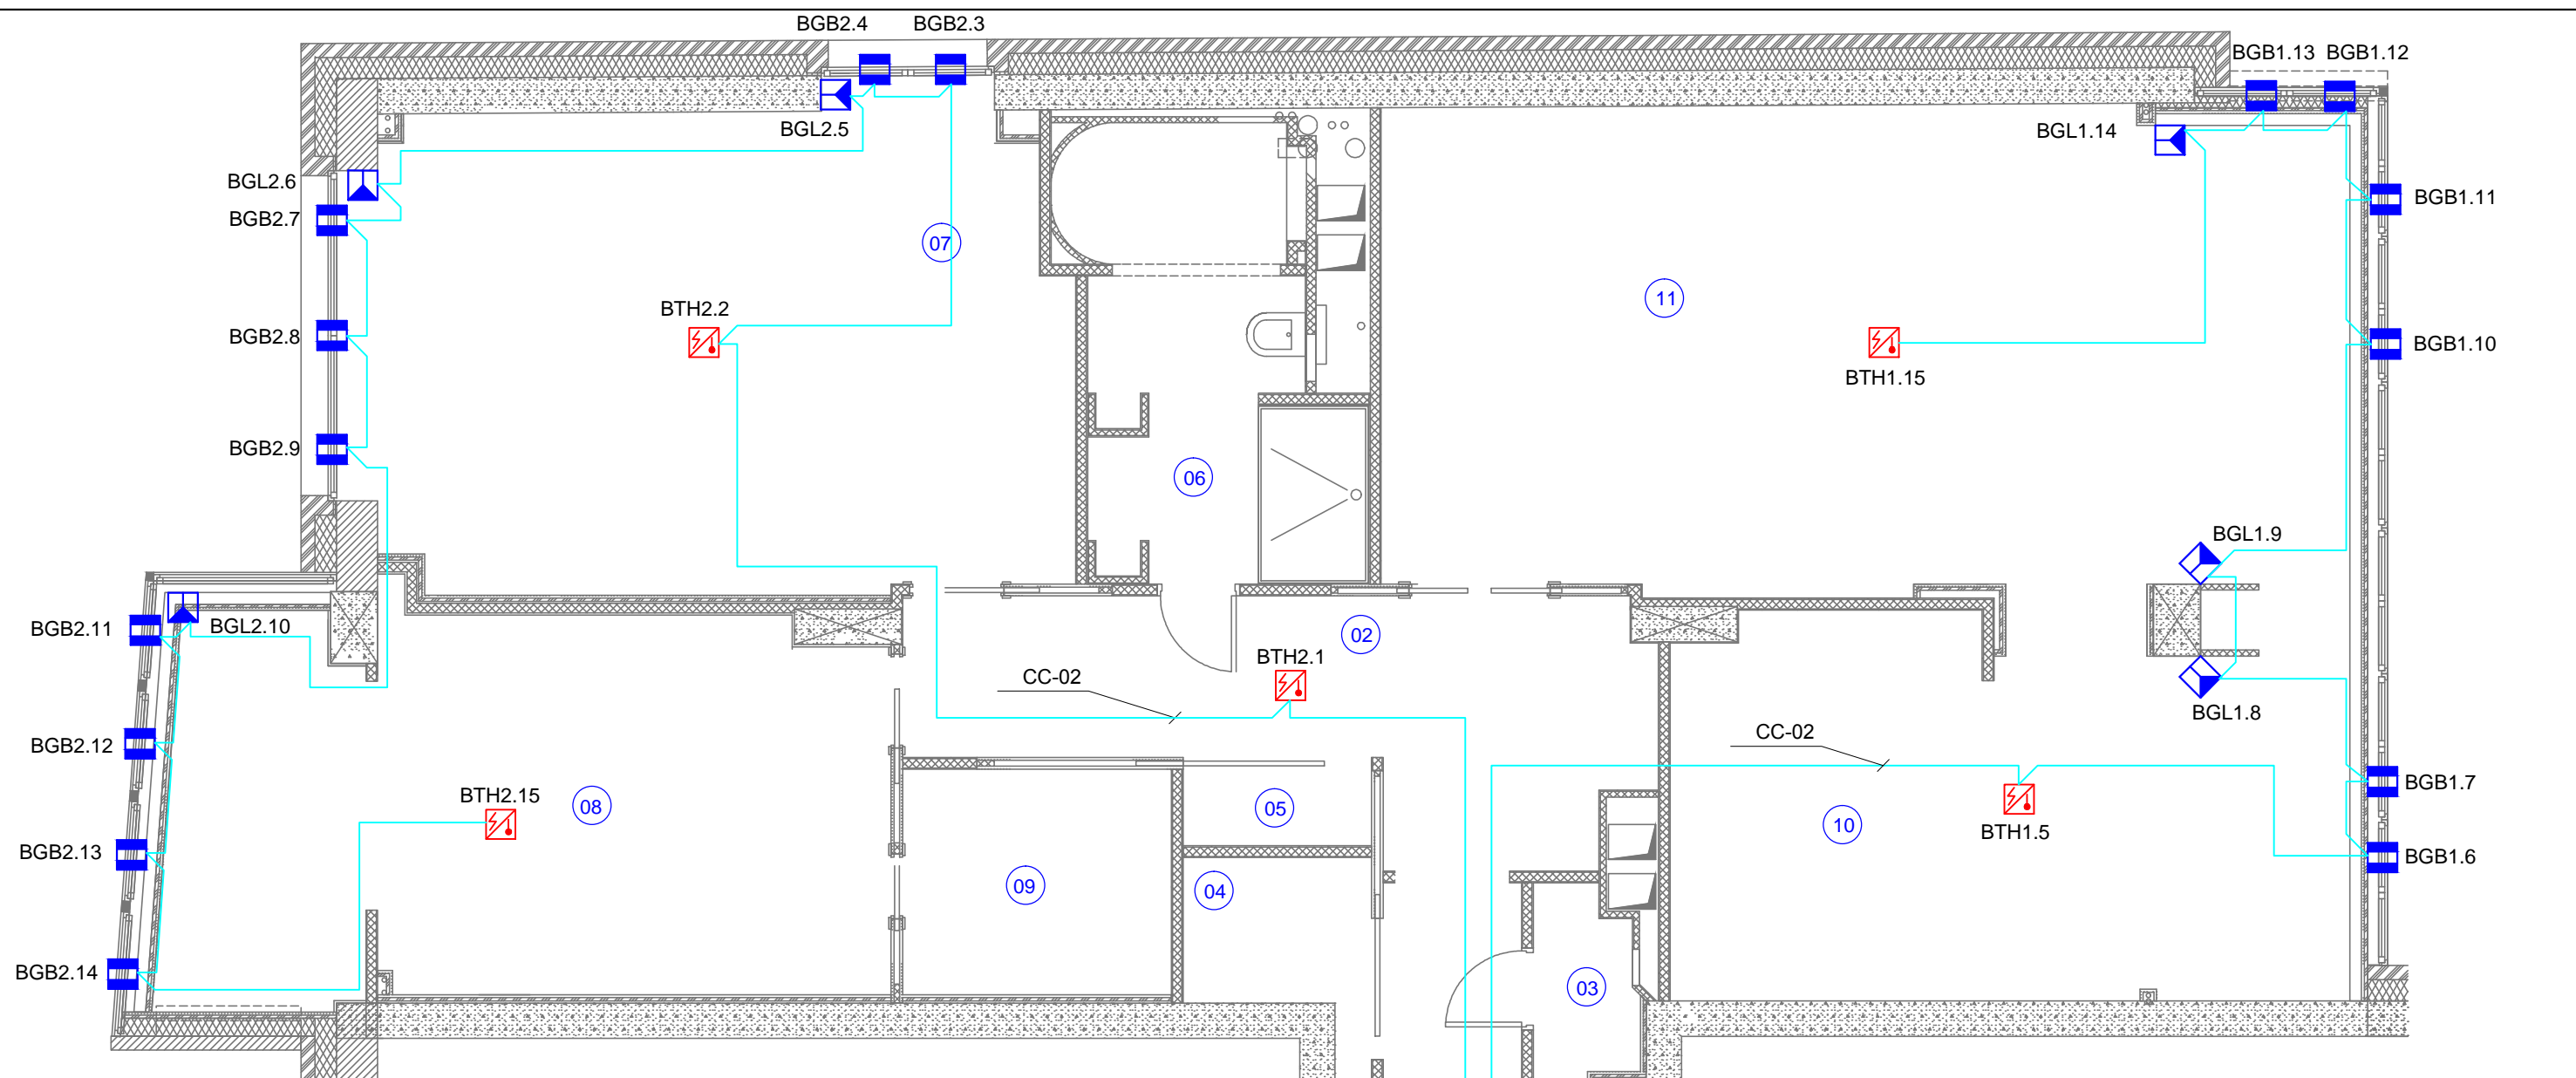 BGB2.4 BGB2.3
BGB1.13 BGB1.12
BGL2.5
BGL1.14
BGL2.6
BGB2.7
BGB1.11
07
11
BTH2.2
BGB2.8
BGB1.10
BTH1.15
BGB2.9
06
BGL1.9
BGB2.11
BGL2.10
02
BTH2.1
CC-02
BGL1.8
BGB2.12
CC-02
BGB1.7
BTH2.15
08
05
10
BTH1.5
BGB2.13
BGB1.6
09
04
BGB2.14
03